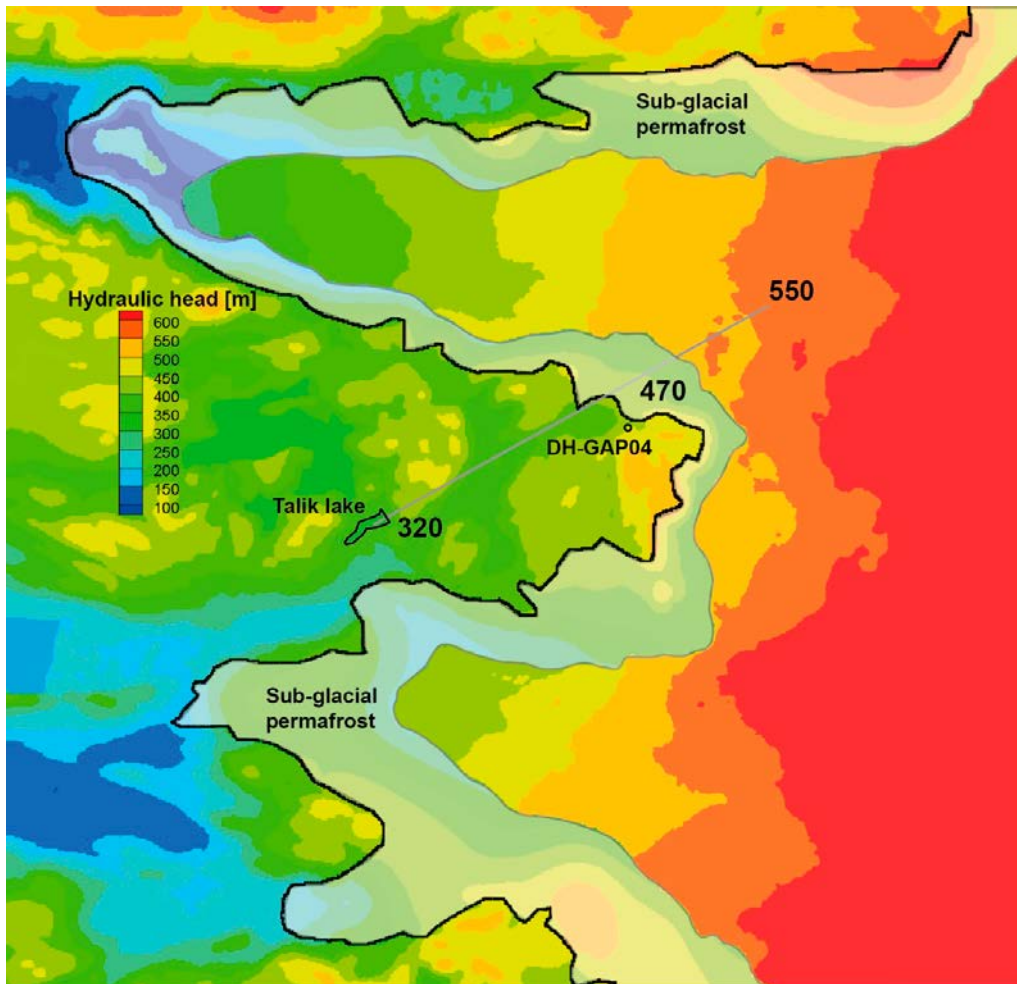 Sub-glacial
permafrost
550
Hydraulic head [m]
600
550
500
450
400
350
300
250
200
150
100
470
DH-GAP04
Talik lake
320
Sub-glacial
permafrost